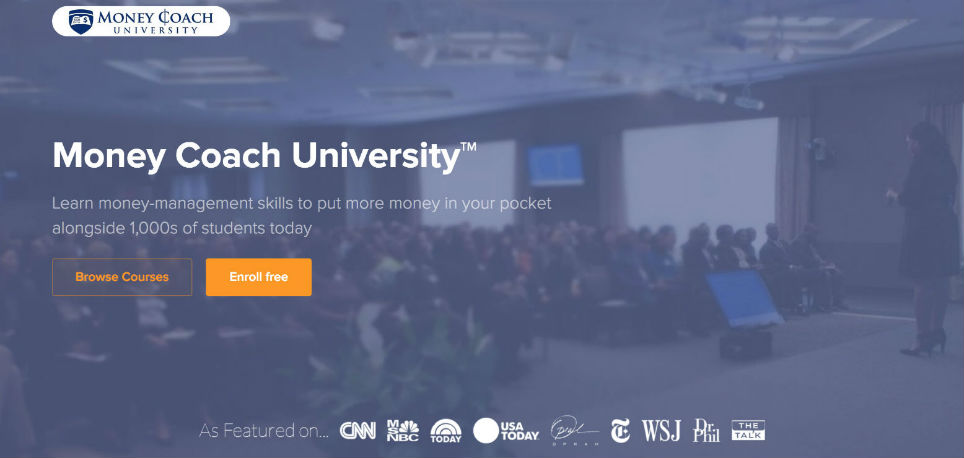 MONEY COACH
UNIVERSITY
Money Coach University™
Learn money-management skills to put more money in your pocket
alongside 1,000s of students today
Browse Courses
Enroll free
As Featured on...
CNN
MSNBC
TODAY
USA
TODAY
Oprah
OPRAH
T
WSJ
Dr.
Phil
THE
TALK